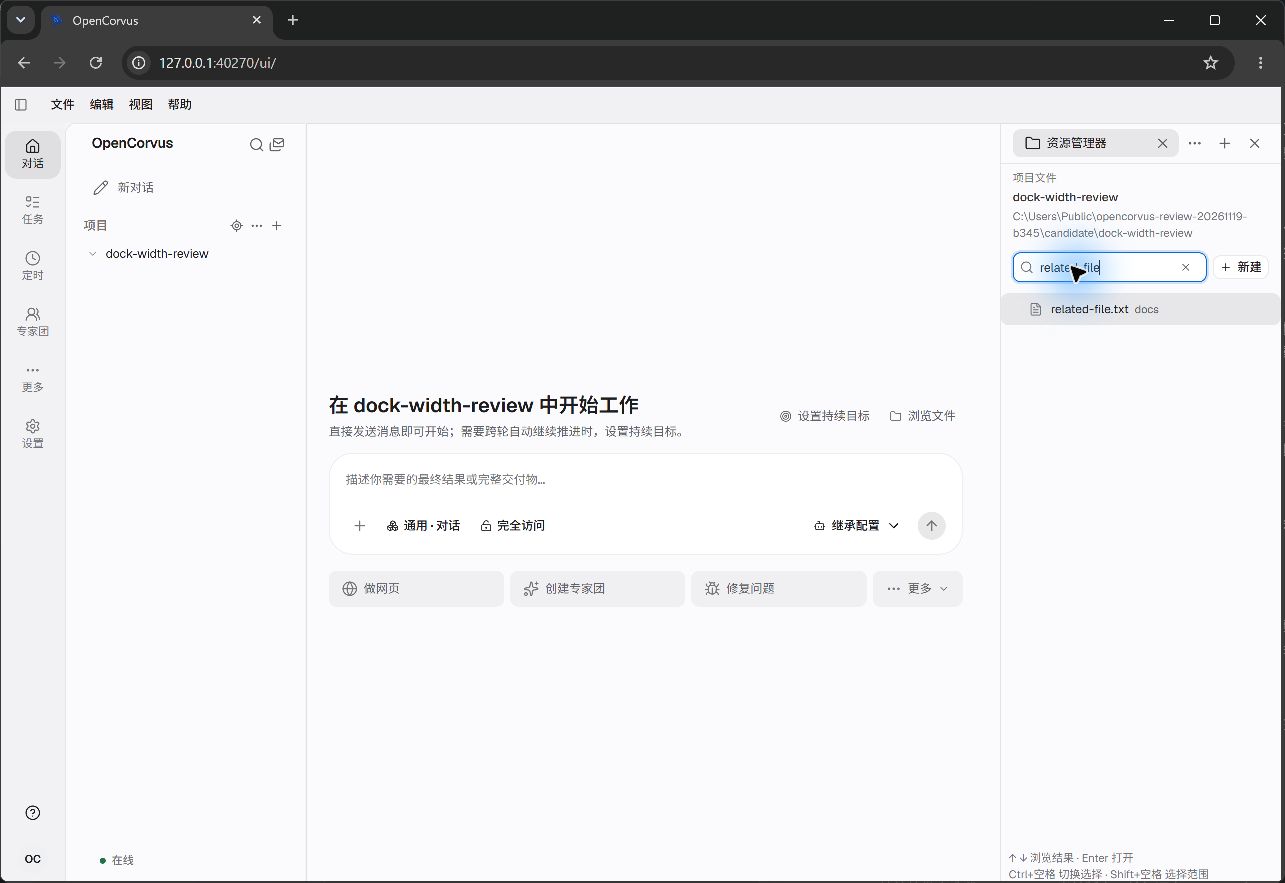 OpenCorvus
127.0.0.1:40270/ui/
文件 编辑 视图 帮助
对话
任务
定时
专家团
更多
设置
OC
OpenCorvus
新对话
项目
dock-width-review
在线
在 dock-width-review 中开始工作
直接发送消息即可开始；需要跨轮自动继续推进时，设置持续目标。
设置持续目标 浏览文件
描述你需要的最终结果或完整交付物...
通用 · 对话 完全访问 继承配置
做网页 创建专家团 修复问题 更多
资源管理器
项目文件
dock-width-review
C:\Users\Public\opencorvus-review-20261119-
b345\candidate\dock-width-review
related-file
新建
related-file.txt docs
↑↓浏览结果 · Enter 打开
Ctrl+空格 切换选择 · Shift+空格 选择范围